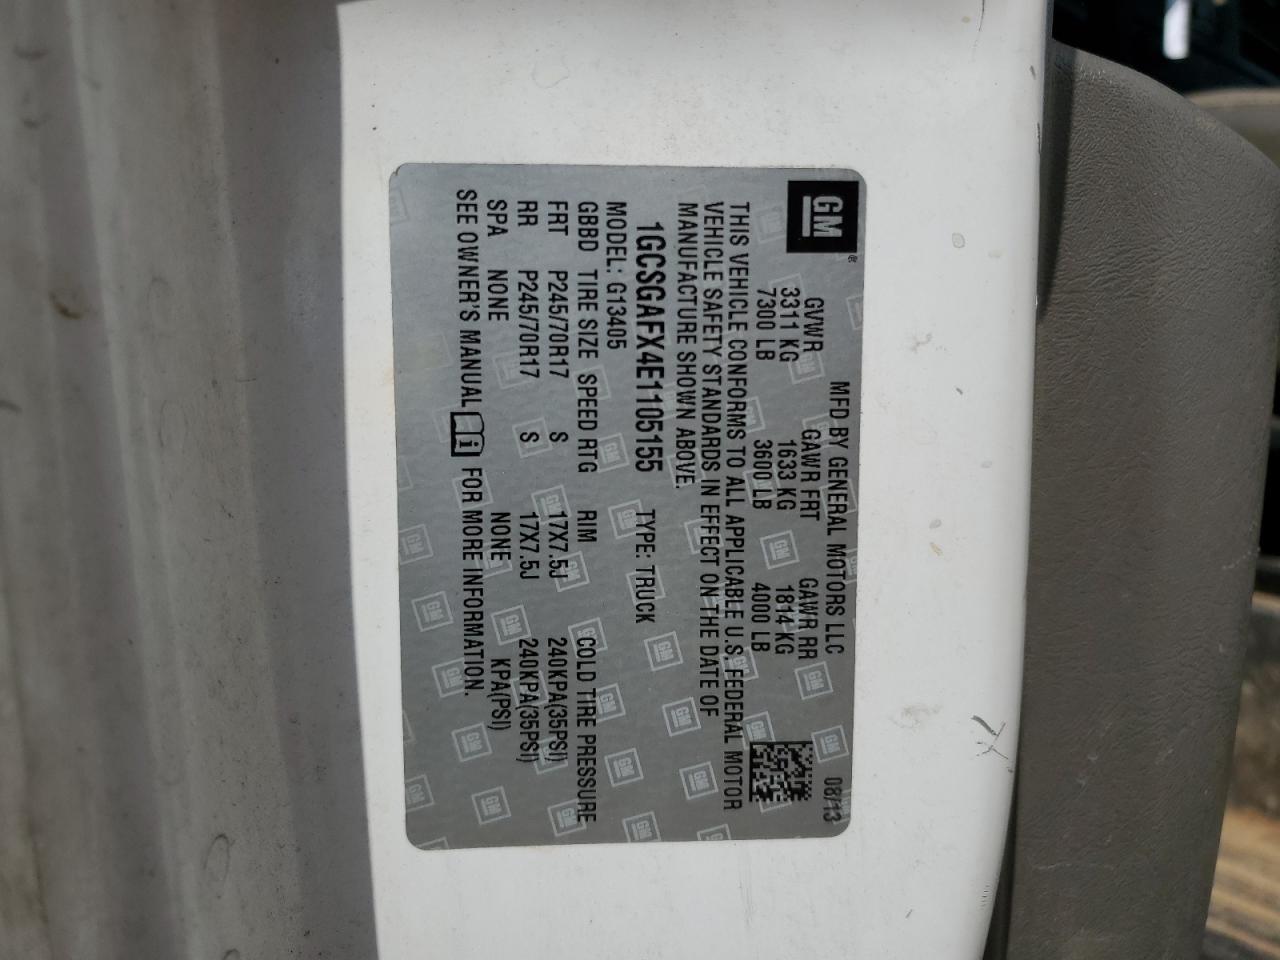 GM®
MFD BY GENERAL MOTORS LLC 08/13
GVWR GAWR FRT GAWR RR
3311 KG 1633 KG 1814 KG
7300 LB 3600 LB 4000 LB
THIS VEHICLE CONFORMS TO ALL APPLICABLE U.S. FEDERAL MOTOR
VEHICLE SAFETY STANDARDS IN EFFECT ON THE DATE OF
MANUFACTURE SHOWN ABOVE.
1GCSGAFX4E1105155 TYPE: TRUCK
MODEL: G13405
GBBD TIRE SIZE SPEED RTG RIM COLD TIRE PRESSURE
FRT P245/70R17 S 17X7.5J 240KPA(35PSI)
RR P245/70R17 S 17X7.5J 240KPA(35PSI)
SPA NONE NONE KPA(PSI)
SEE OWNER'S MANUAL i FOR MORE INFORMATION.